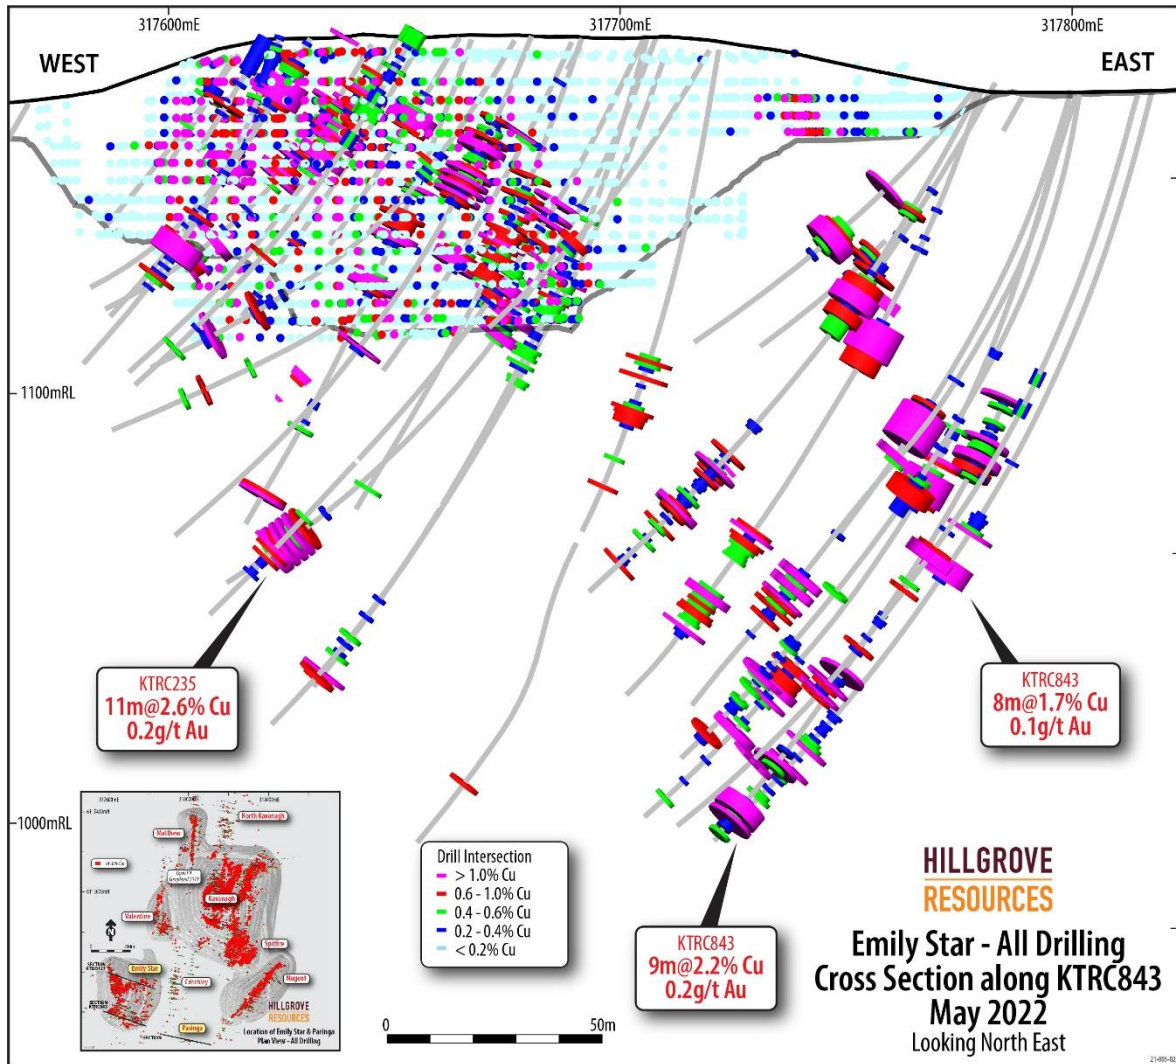 317600mE
317700mE
317800mE
WEST
EAST
1100mRL
1000mRL
KTRC235
11m@2.6% Cu
0.2g/t Au
KTRC843
8m@1.7% Cu
0.1g/t Au
KTRC843
9m@2.2% Cu
0.2g/t Au
Drill Intersection
> 1.0% Cu
0.6 - 1.0% Cu
0.4 - 0.6% Cu
0.2 - 0.4% Cu
< 0.2% Cu
0
50m
HILLGROVE
RESOURCES
Emily Star - All Drilling
Cross Section along KTRC843
May 2022
Looking North East
North Kavanagh
Matthew
Kavanagh
Valentine
Spitfire
Nugent
Emily Star
Paringa
N
SECTION
SECTION
SECTION
HILLGROVE
RESOURCES
Location of Emily Star & Paringa
Plan View - All Drilling